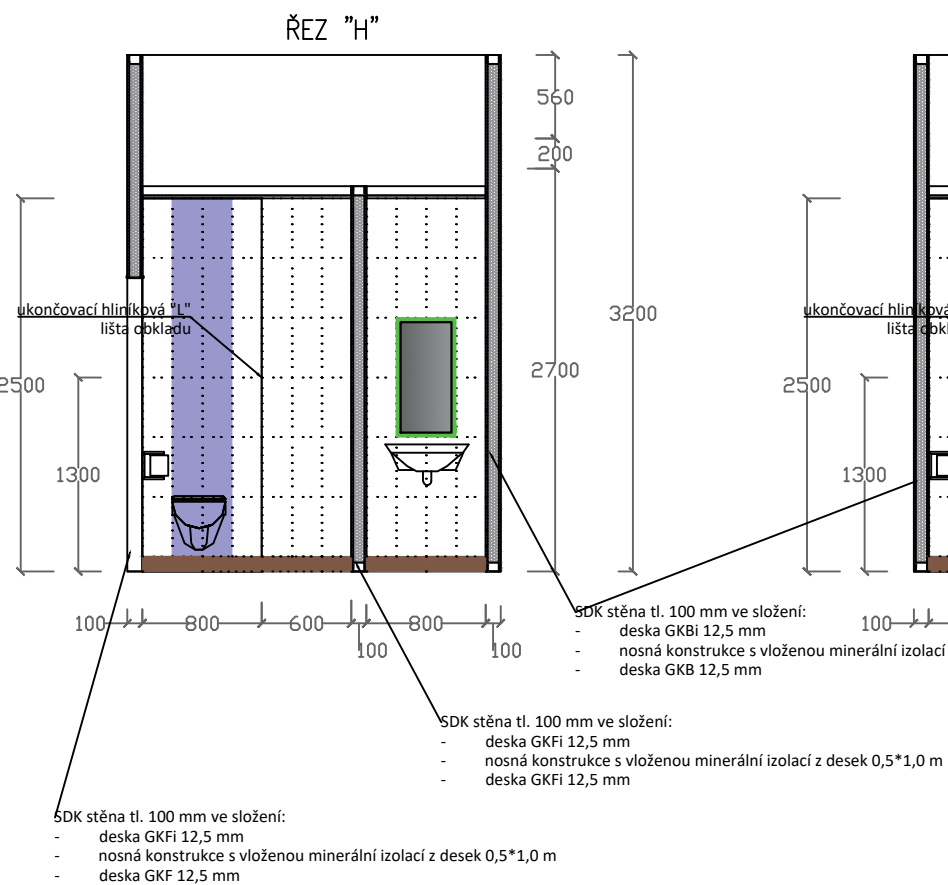 ŘEZ "H"
560
200
3200
2700
2500
1300
ukončovací hliníková "L"
lišta obkladu
100
800
600
100
800
100
2500
1300
ukončovací hliníková
lišta obkl
100
SDK stěna tl. 100 mm ve složení:
- deska GKBi 12,5 mm
- nosná konstrukce s vloženou minerální izolací
- deska GKB 12,5 mm
SDK stěna tl. 100 mm ve složení:
- deska GKFi 12,5 mm
- nosná konstrukce s vloženou minerální izolací z desek 0,5*1,0 m
- deska GKFi 12,5 mm
SDK stěna tl. 100 mm ve složení:
- deska GKFi 12,5 mm
- nosná konstrukce s vloženou minerální izolací z desek 0,5*1,0 m
- deska GKF 12,5 mm